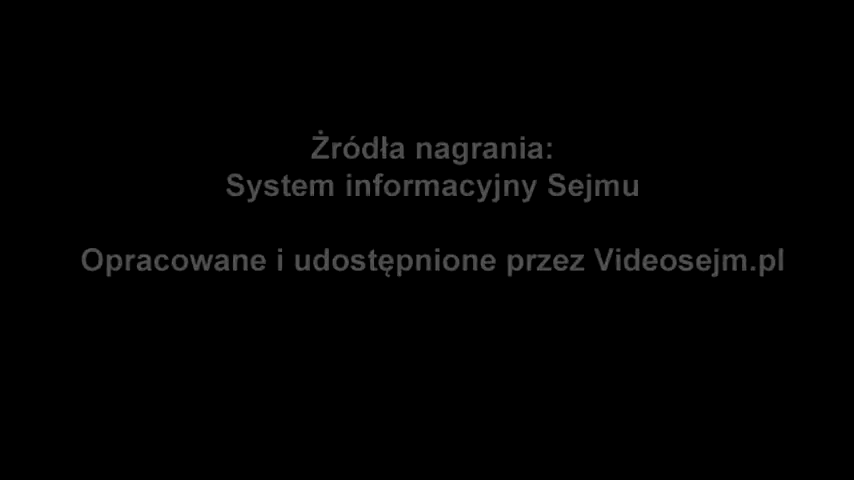 Żródła nagrania:
System informacyjny Sejmu
Opracowane i udostępnione przez Videosejm.pl